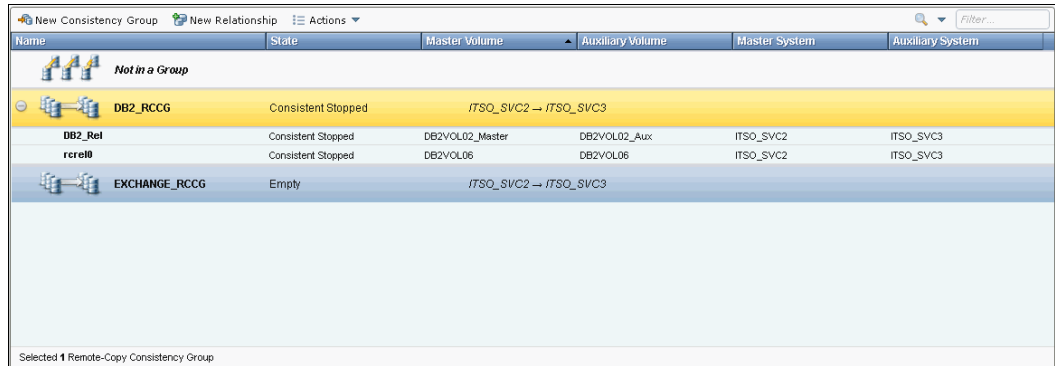 New Consistency Group New Relationship Actions Filter...
Name State Master Volume Auxiliary Volume Master System Auxiliary System
Not in a Group
DB2_RCCG Consistent Stopped ITSO_SVC2 → ITSO_SVC3
DB2_Rel Consistent Stopped DB2VOL02_Master DB2VOL02_Aux ITSO_SVC2 ITSO_SVC3
rcrel0 Consistent Stopped DB2VOL06 DB2VOL06 ITSO_SVC2 ITSO_SVC3
EXCHANGE_RCCG Empty ITSO_SVC2 → ITSO_SVC3
Selected 1 Remote-Copy Consistency Group